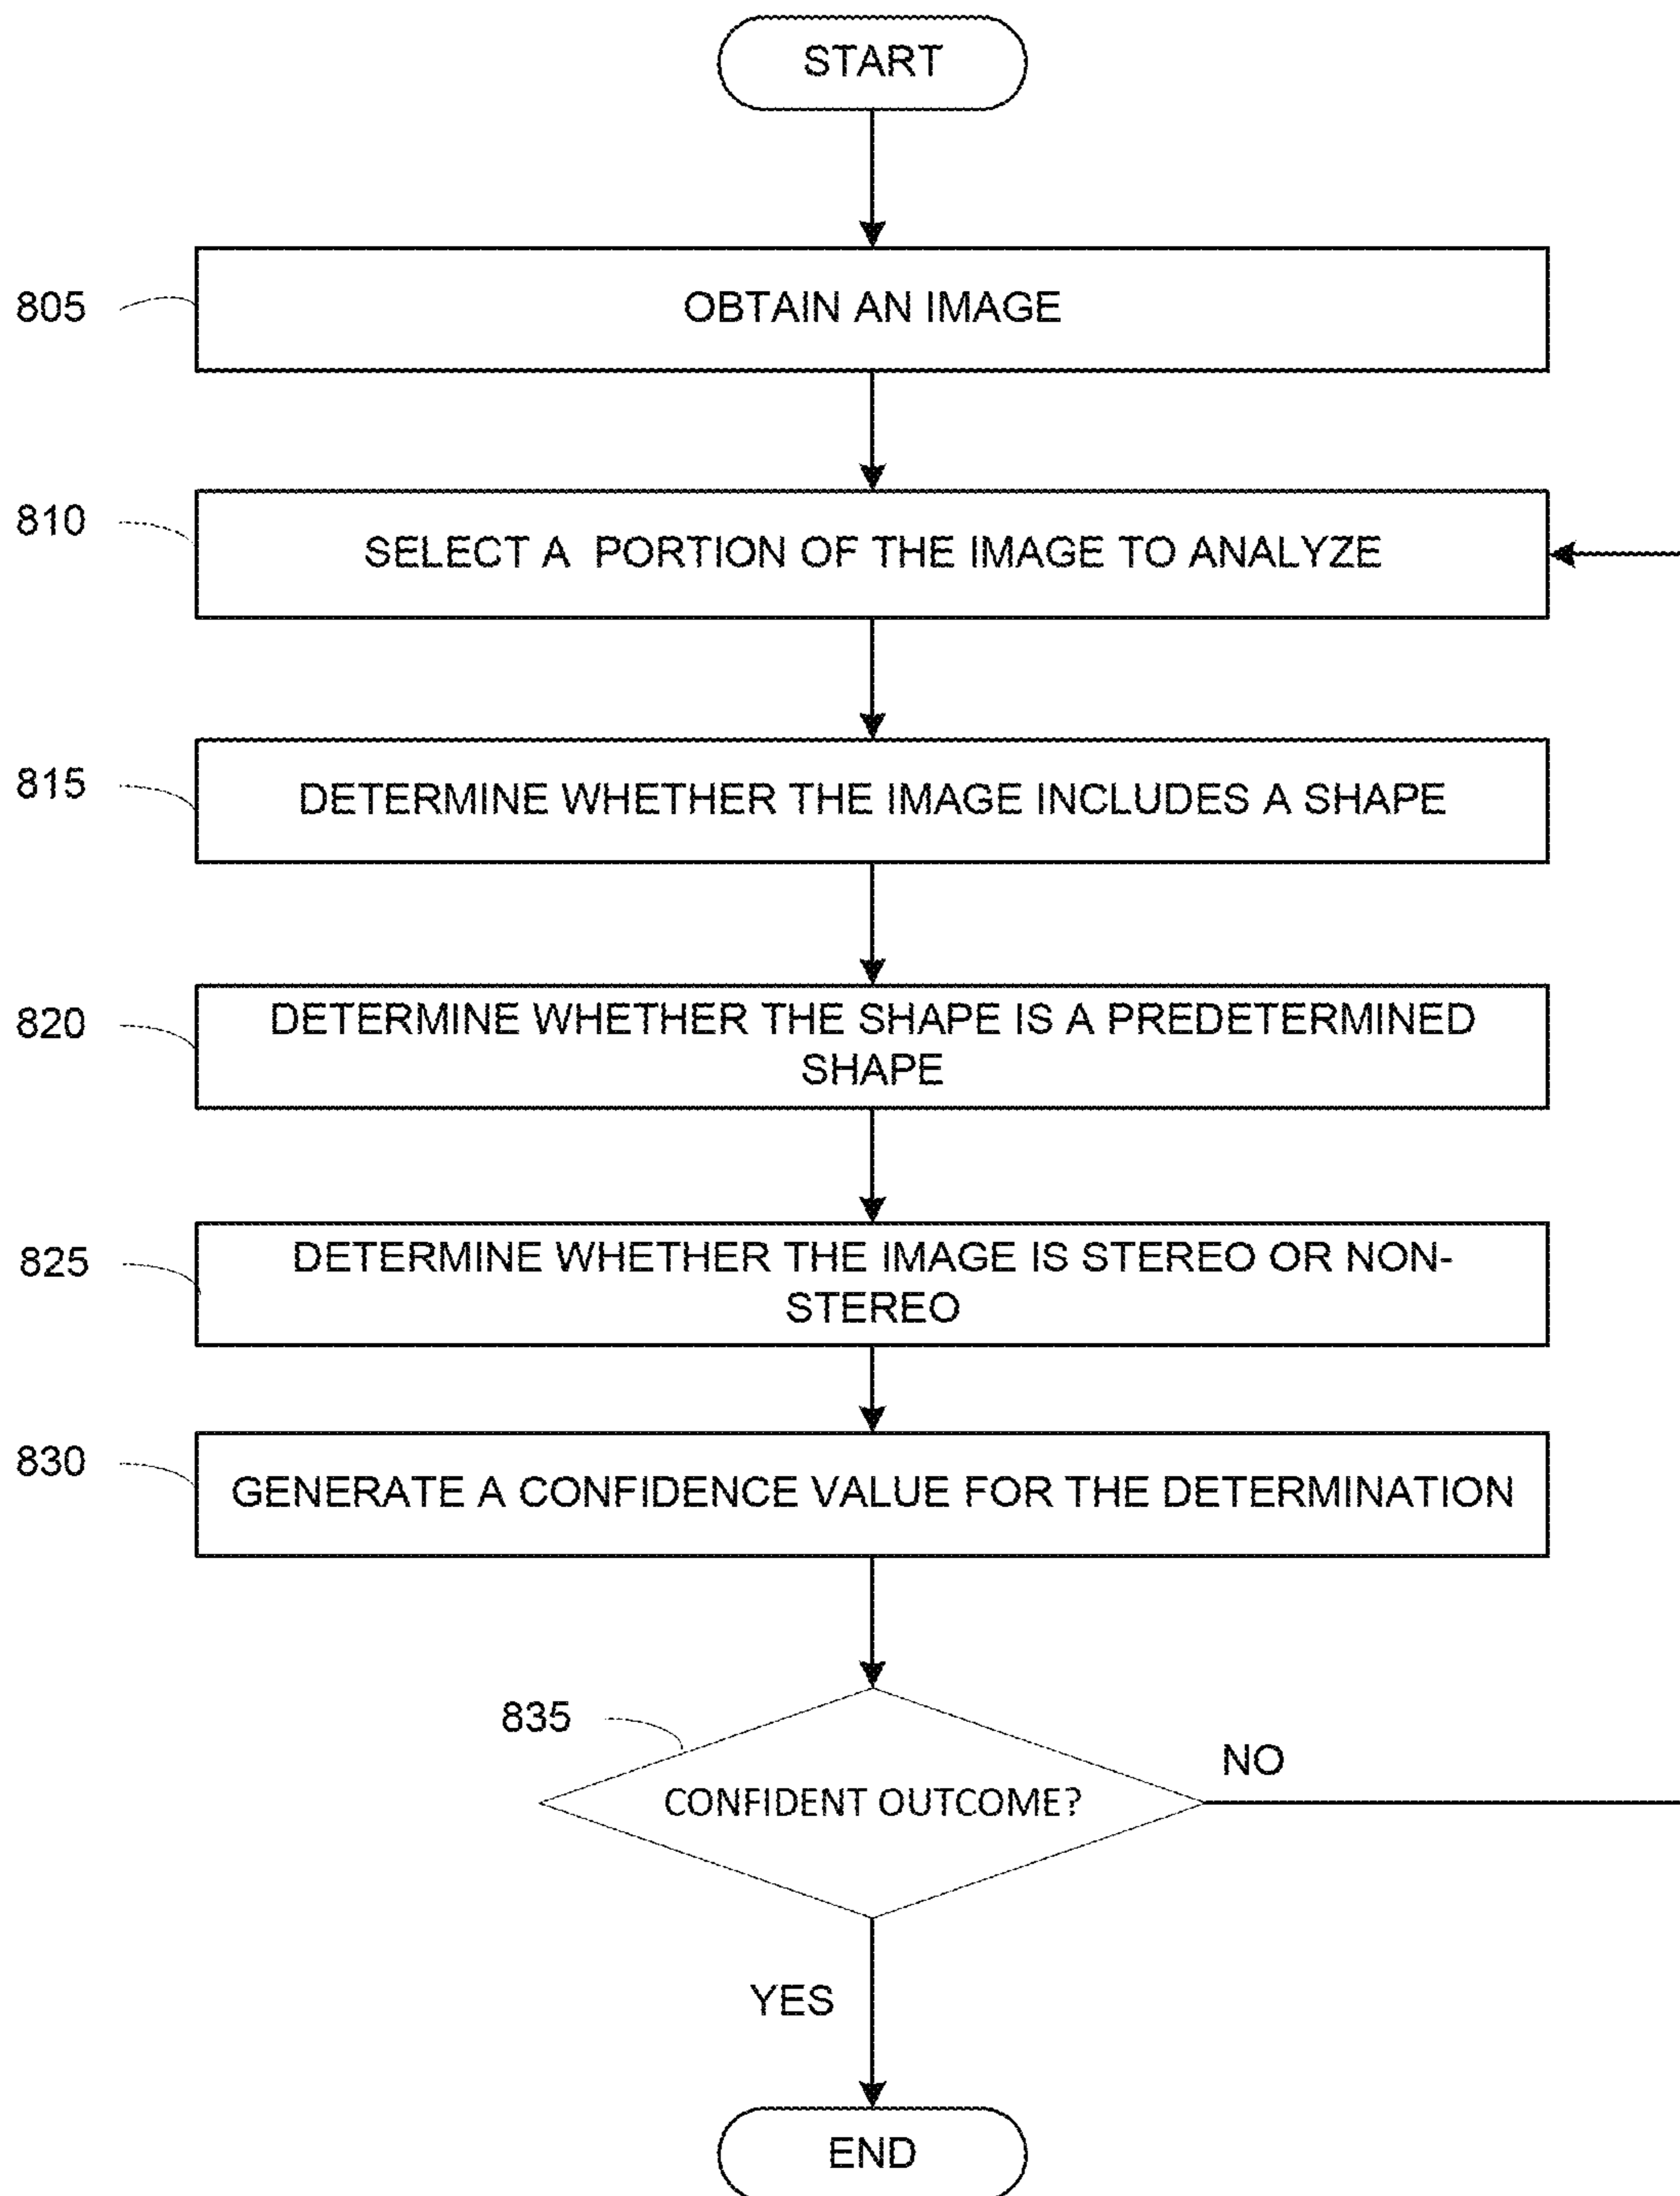 START
805
OBTAIN AN IMAGE
810
SELECT A PORTION OF THE IMAGE TO ANALYZE
815
DETERMINE WHETHER THE IMAGE INCLUDES A SHAPE
820
DETERMINE WHETHER THE SHAPE IS A PREDETERMINED
SHAPE
825
DETERMINE WHETHER THE IMAGE IS STEREO OR NON-
STEREO
830
GENERATE A CONFIDENCE VALUE FOR THE DETERMINATION
835
CONFIDENT OUTCOME?
NO
YES
END